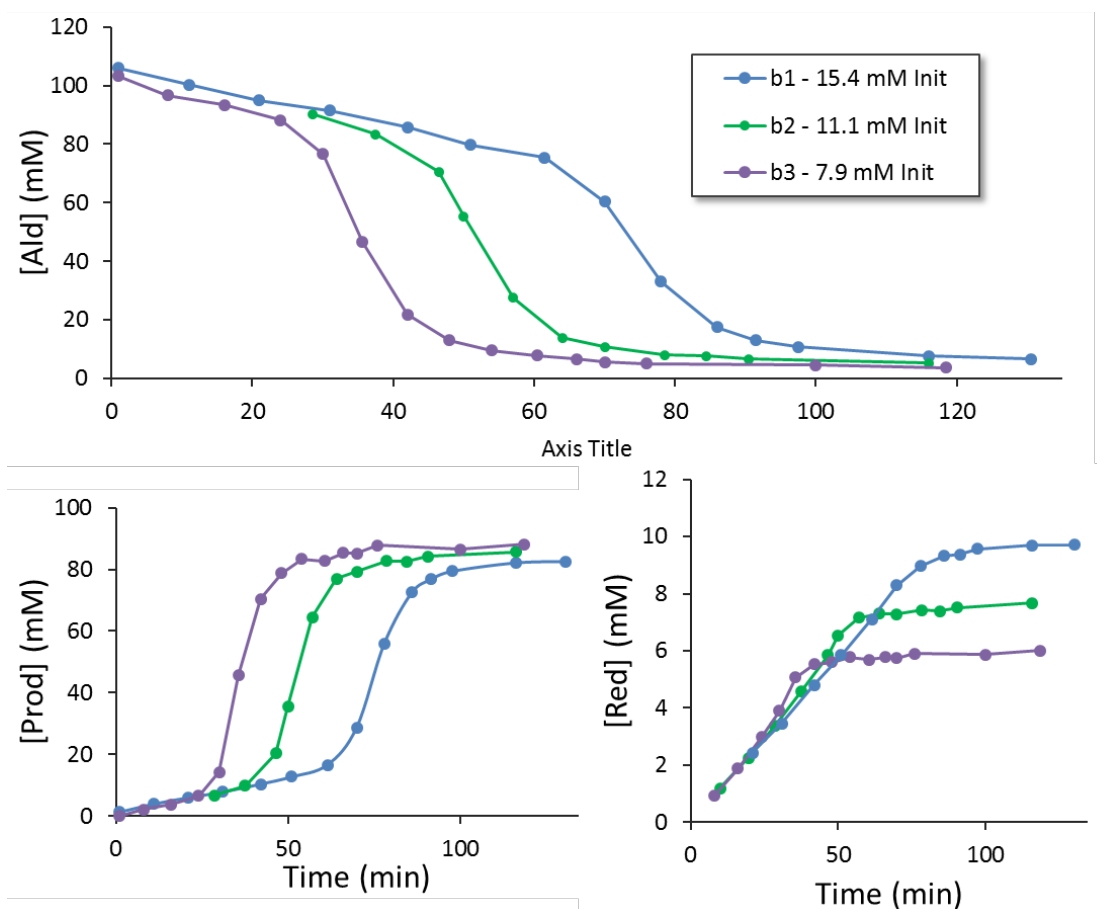 120
100
80
60
40
20
0
[Ald] (mM)
b1 - 15.4 mM Init
b2 - 11.1 mM Init
b3 - 7.9 mM Init
0 20 40 60 80 100 120
Axis Title
100
80
60
40
20
0
[Prod] (mM)
0 50 100
Time (min)
12
10
8
6
4
2
0
[Red] (mM)
0 50 100
Time (min)